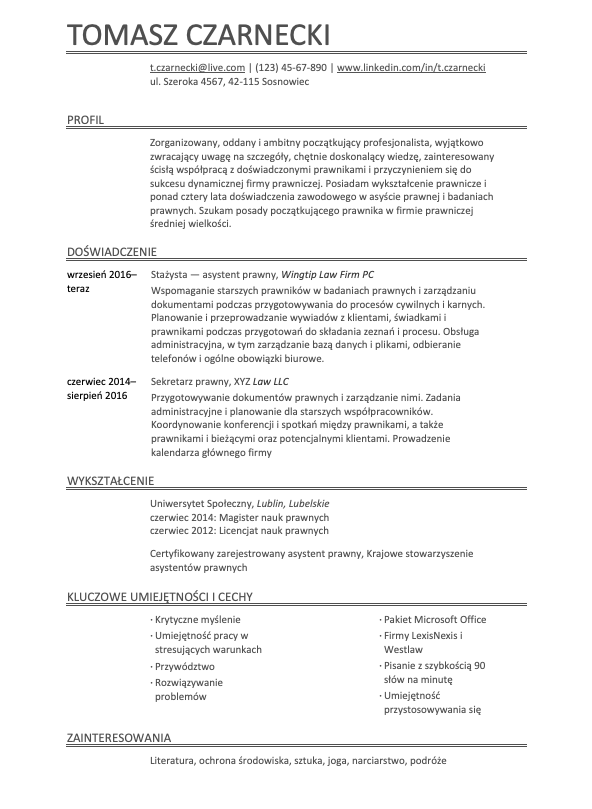 TOMASZ CZARNECKI
t.czarnecki@live.com | (123) 45-67-890 | www.linkedin.com/in/t.czarnecki
ul. Szeroka 4567, 42-115 Sosnowiec
PROFIL
Zorganizowany, oddany i ambitny początkujący profesjonalista, wyjątkowo
zwracający uwagę na szczegóły, chętnie doskonalący wiedzę, zainteresowany
ścisłą współpracą z doświadczonymi prawnikami i przyczynieniem się do
sukcesu dynamicznej firmy prawniczej. Posiadam wykształcenie prawnicze i
ponad cztery lata doświadczenia zawodowego w asyście prawnej i badaniach
prawnych. Szukam posady początkującego prawnika w firmie prawniczej
średniej wielkości.
DOŚWIADCZENIE
wrzesień 2016–
teraz
Stażysta — asystent prawny, Wingtip Law Firm PC
Wspomaganie starszych prawników w badaniach prawnych i zarządzaniu
dokumentami podczas przygotowywania do procesów cywilnych i karnych.
Planowanie i przeprowadzanie wywiadów z klientami, świadkami i
prawnikami podczas przygotowań do składania zeznań i procesu. Obsługa
administracyjna, w tym zarządzanie bazą danych i plikami, odbieranie
telefonów i ogólne obowiązki biurowe.
czerwiec 2014–
sierpień 2016
Sekretarz prawny, XYZ Law LLC
Przygotowywanie dokumentów prawnych i zarządzanie nimi. Zadania
administracyjne i planowanie dla starszych współpracowników.
Koordynowanie konferencji i spotkań między prawnikami, a także
prawnikami i bieżącymi oraz potencjalnymi klientami. Prowadzenie
kalendarza głównego firmy
WYKSZTAŁCENIE
Uniwersytet Społeczny, Lublin, Lubelskie
czerwiec 2014: Magister nauk prawnych
czerwiec 2012: Licencjat nauk prawnych
Certyfikowany zarejestrowany asystent prawny, Krajowe stowarzyszenie
asystentów prawnych
KLUCZOWE UMIEJĘTNOŚCI I CECHY
· Krytyczne myślenie
· Umiejętność pracy w
stresujących warunkach
· Przywództwo
· Rozwiązywanie
problemów
· Pakiet Microsoft Office
· Firmy LexisNexis i
Westlaw
· Pisanie z szybkością 90
słów na minutę
· Umiejętność
przystosowywania się
ZAINTERESOWANIA
Literatura, ochrona środowiska, sztuka, joga, narciarstwo, podróże